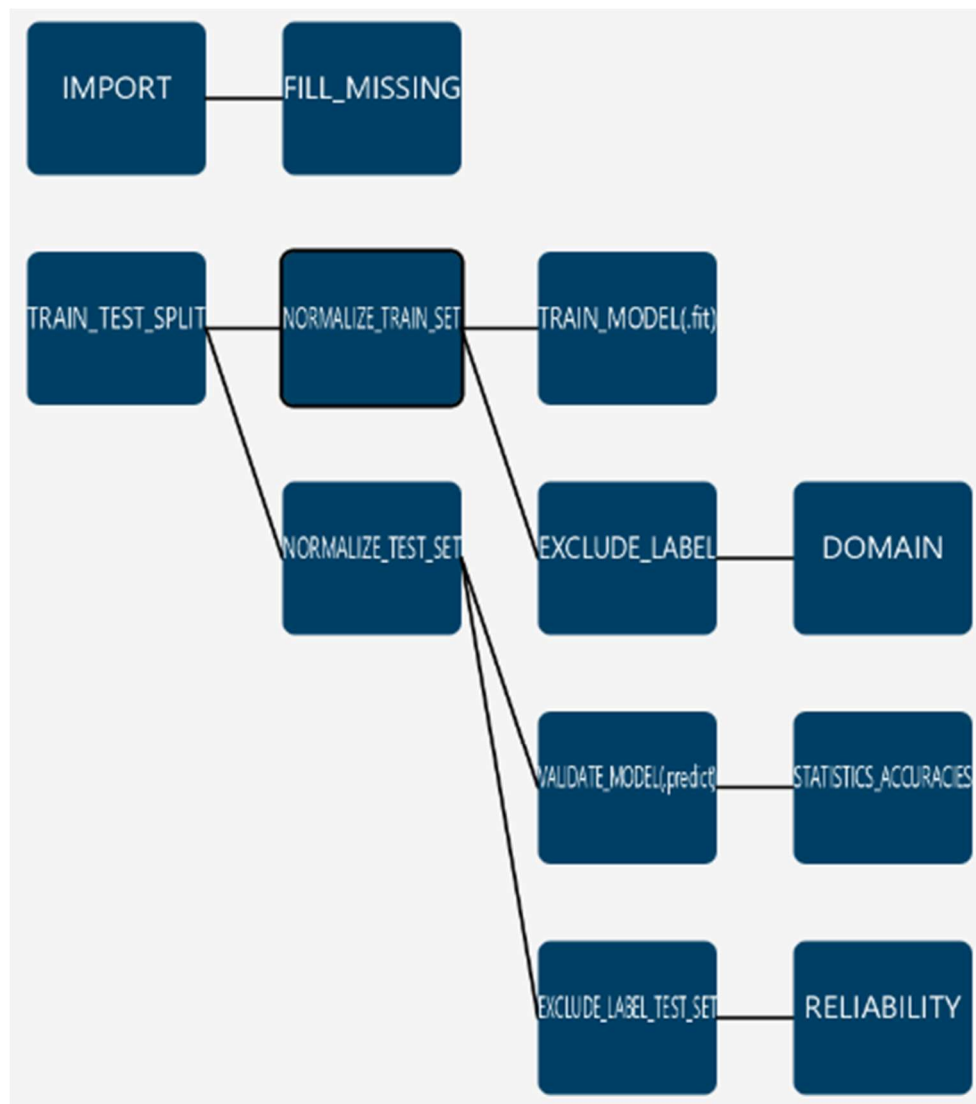 IMPORT
FILL_MISSING
TRAIN_TEST_SPLIT
NORMALIZE_TRAIN_SET
TRAIN_MODEL(.fit)
NORMALIZE_TEST_SET
EXCLUDE_LABEL
DOMAIN
VALIDATE_MODEL(.predict)
STATISTICS_ACCURACIES
EXCLUDE_LABEL_TEST_SET
RELIABILITY